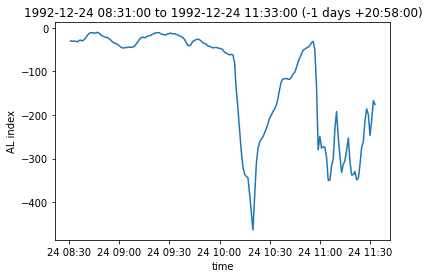 1992-12-24 08:31:00 to 1992-12-24 11:33:00 (-1 days +20:58:00)
0
−100
−200
−300
−400
AL index
24 08:30 24 09:00 24 09:30 24 10:00 24 10:30 24 11:00 24 11:30
time